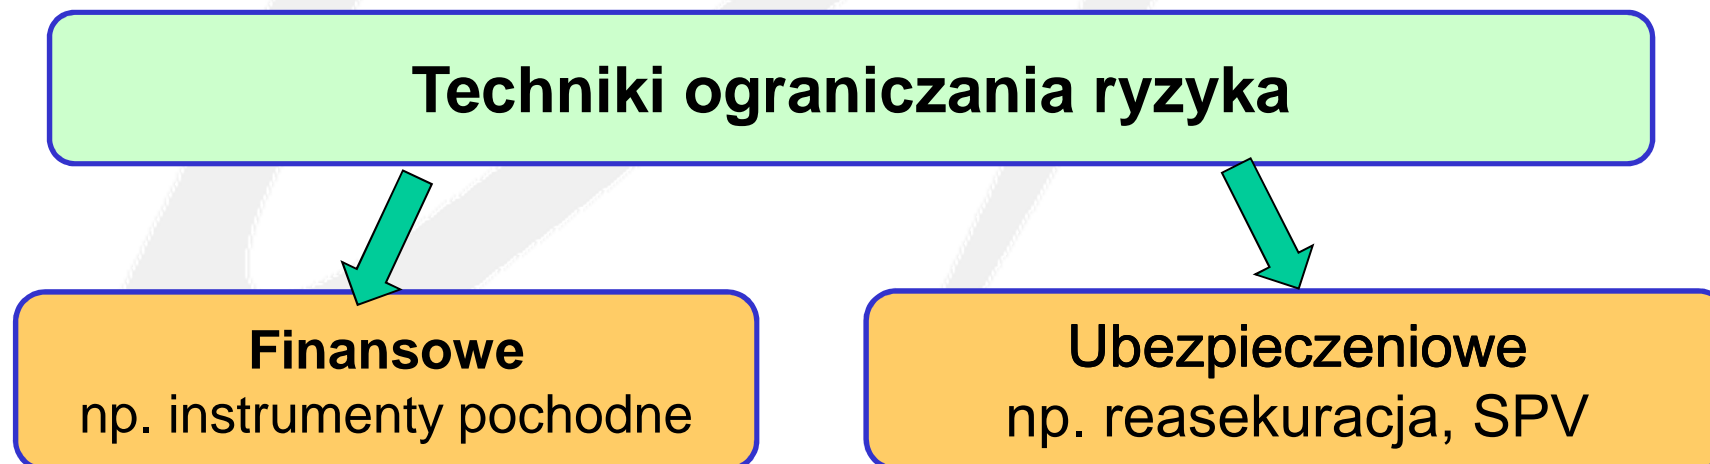 Techniki ograniczania ryzyka
Finansowe
np. instrumenty pochodne
Ubezpieczeniowe
np. reasekuracja, SPV